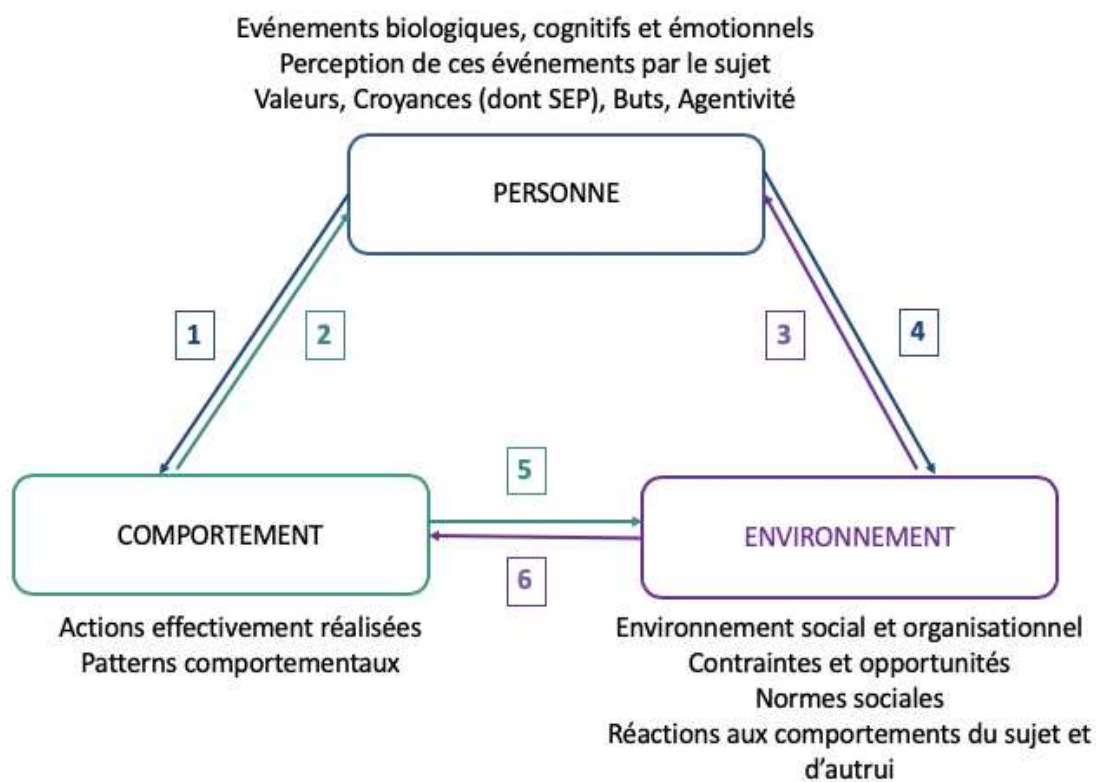 Evénements biologiques, cognitifs et émotionnels
Perception de ces événements par le sujet
Valeurs, Croyances (dont SEP), Buts, Agentivité
PERSONNE
1
2
3
4
5
COMPORTEMENT
ENVIRONNEMENT
6
Actions effectivement réalisées
Patterns comportementaux
Environnement social et organisationnel
Contraintes et opportunités
Normes sociales
Réactions aux comportements du sujet et
d'autrui